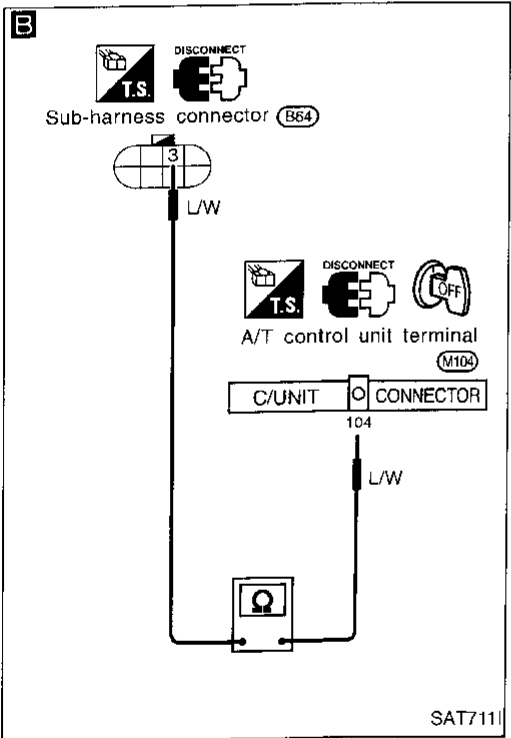 B
DISCONNECT
T.S.
Sub-harness connector B64
3
L/W
DISCONNECT
T.S.
OFF
A/T control unit terminal
M104
C/UNIT O CONNECTOR
104
L/W
Ω
SAT711I